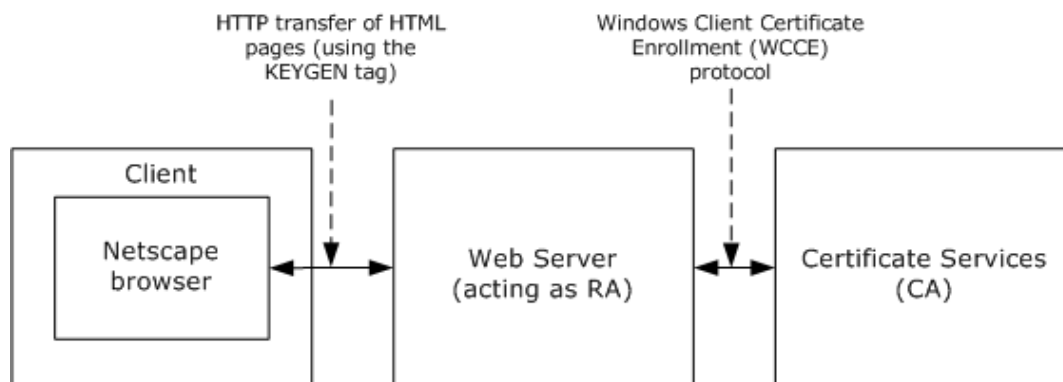 HTTP transfer of HTML
pages (using the
KEYGEN tag)
Windows Client Certificate
Enrollment (WCCE)
protocol
Client
Netscape
browser
Web Server
(acting as RA)
Certificate Services
(CA)